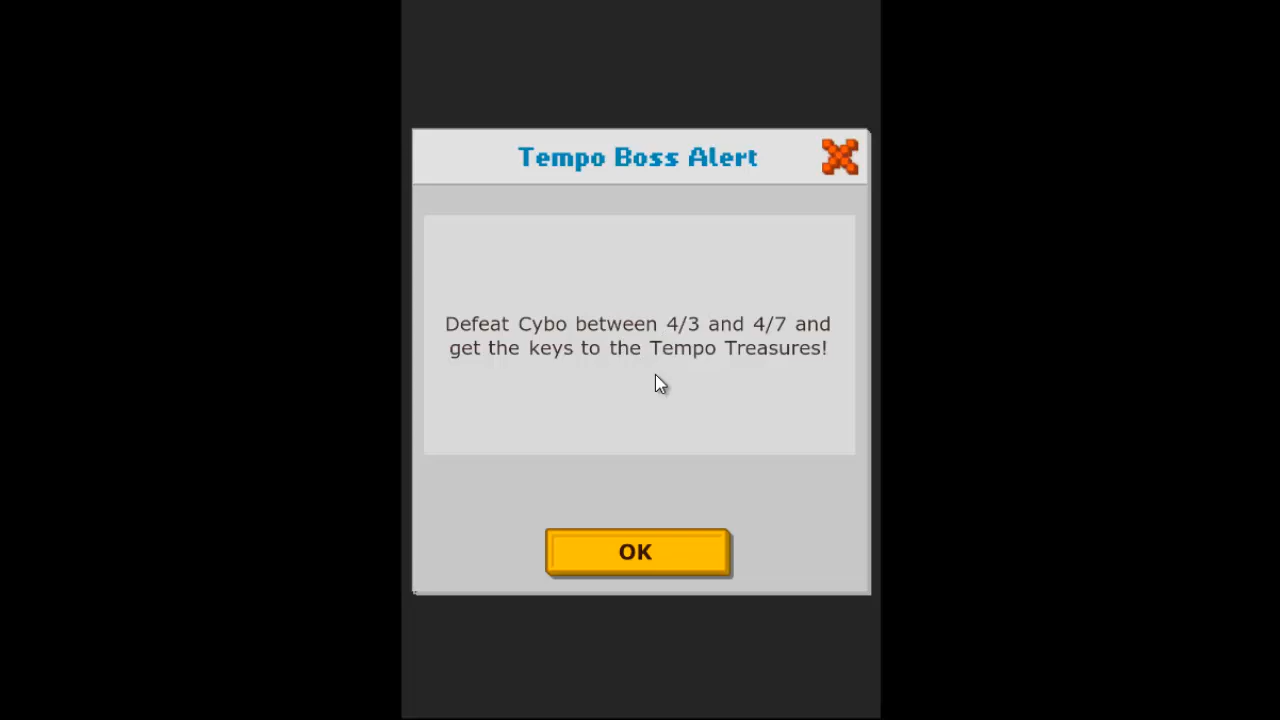 Tempo Boss Alert
Defeat Cybo between 4/3 and 4/7 and
get the keys to the Tempo Treasures!
OK